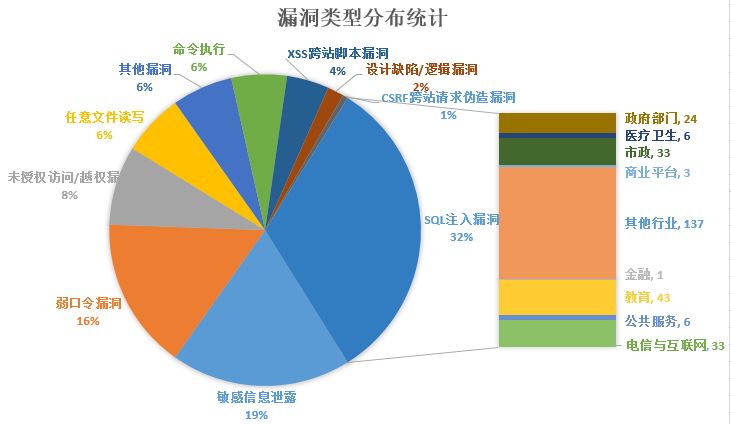 漏洞类型分布统计
命令执行
6%
XSS跨站脚本漏洞
4%
其他漏洞
6%
设计缺陷/逻辑漏洞
2%
CSRF跨站请求伪造漏洞
1%
任意文件读写
6%
未授权访问/越权漏
8%
SQL注入漏洞
32%
弱口令漏洞
16%
敏感信息泄露
19%
政府部门, 24
医疗卫生, 6
市政, 33
商业平台, 3
其他行业, 137
金融, 1
教育, 43
公共服务, 6
电信与互联网, 33